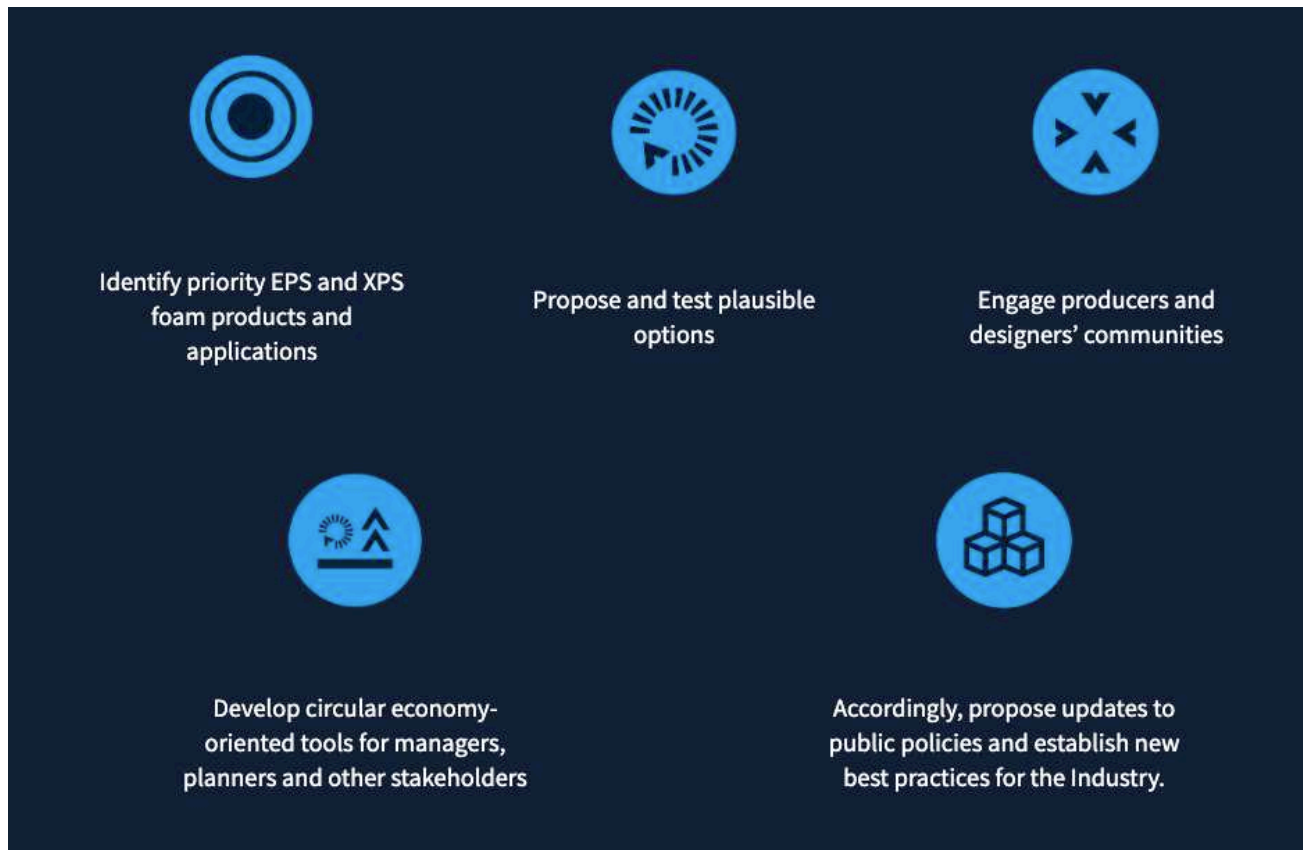 Identify priority EPS and XPS
foam products and
applications
Propose and test plausible
options
Engage producers and
designers’ communities
Develop circular economy-
oriented tools for managers,
planners and other stakeholders
Accordingly, propose updates to
public policies and establish new
best practices for the Industry.